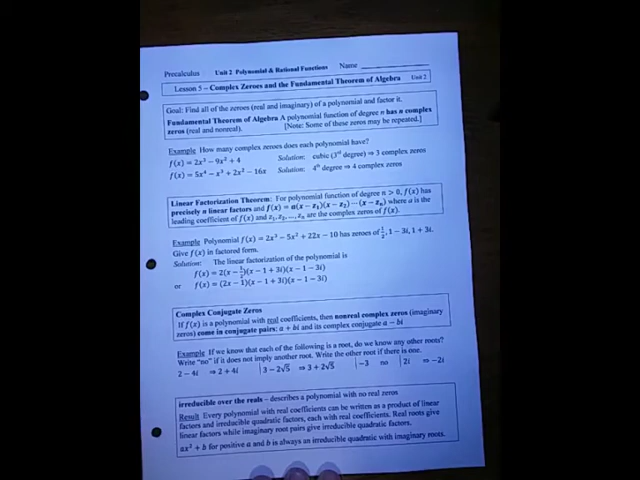 Precalculus Unit 2 Polynomial & Rational Functions Name
Lesson 5 – Complex Zeroes and the Fundamental Theorem of Algebra Unit 2
Goal: Find all of the zeroes (real and imaginary) of a polynomial and factor it.
Fundamental Theorem of Algebra A polynomial function of degree n has n complex
zeros (real and nonreal). [Note: Some of these zeros may be repeated.]
Example How many complex zeroes does each polynomial have?
f(x) = 2x³ − 9x² + 4 Solution: cubic (3rd degree) ⇒ 3 complex zeros
f(x) = 5x⁴ − x³ + 2x² − 16x Solution: 4th degree ⇒ 4 complex zeros
Linear Factorization Theorem: For polynomial function of degree n > 0, f(x) has
precisely n linear factors and f(x) = a(x − z₁)(x − z₂) ⋯ (x − zₙ) where a is the
leading coefficient of f(x) and z₁, z₂, ..., zₙ are the complex zeros of f(x).
Example Polynomial f(x) = 2x³ − 5x² + 22x − 10 has zeroes of ½, 1 − 3i, 1 + 3i.
Give f(x) in factored form.
Solution: The linear factorization of the polynomial is
f(x) = 2(x − ½)(x − 1 + 3i)(x − 1 − 3i)
or f(x) = (2x − 1)(x − 1 + 3i)(x − 1 − 3i)
Complex Conjugate Zeros
If f(x) is a polynomial with real coefficients, then nonreal complex zeros (imaginary
zeros) come in conjugate pairs: a + bi and its complex conjugate a − bi
Example If we know that each of the following is a root, do we know any other roots?
Write "no" if it does not imply another root. Write the other root if there is one.
2 − 4i ⇒ 2 + 4i | 3 − 2√5 ⇒ 3 + 2√5 | −3 no | 2i ⇒ −2i
irreducible over the reals – describes a polynomial with no real zeros
Result Every polynomial with real coefficients can be written as a product of linear
factors and irreducible quadratic factors, each with real coefficients. Real roots give
linear factors while imaginary root pairs give irreducible quadratic factors.
ax² + b for positive a and b is always an irreducible quadratic with imaginary roots.